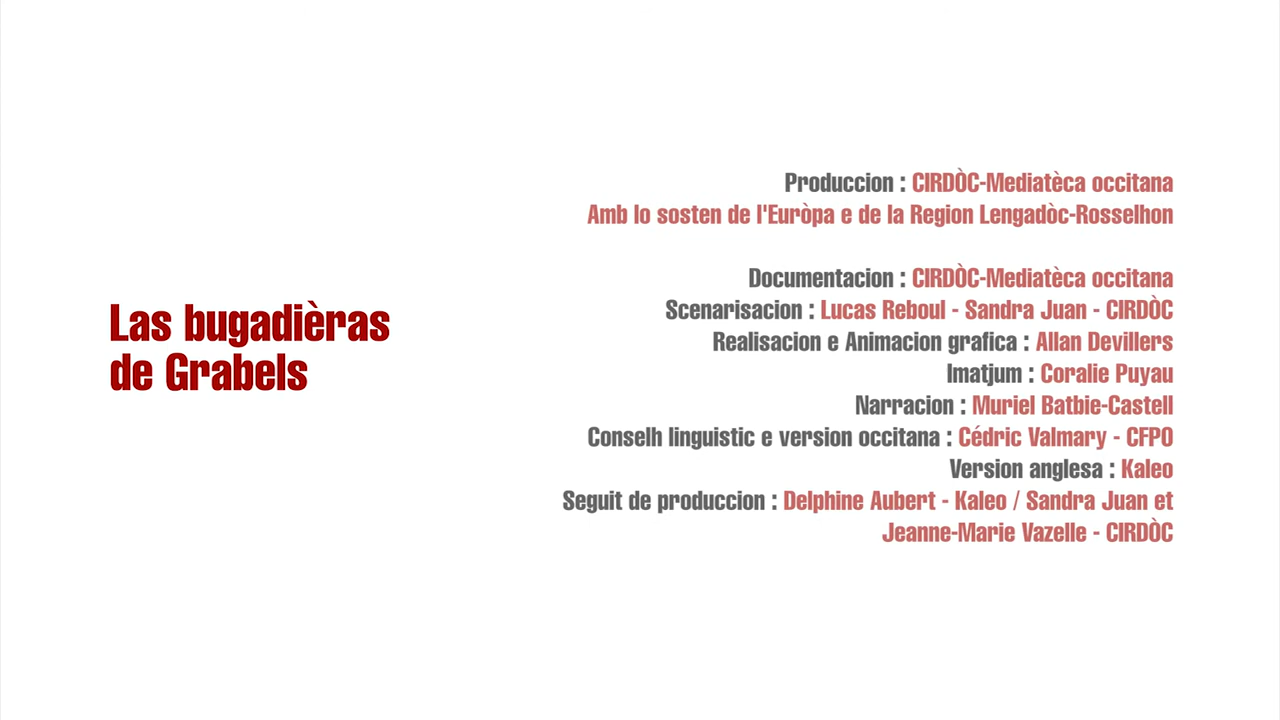 Las bugadièras
de Grabels
Produccion : CIRDÒC-Mediatèca occitana
Amb lo sosten de l'Euròpa e de la Region Lengadòc-Rosselhon
Documentacion : CIRDÒC-Mediatèca occitana
Scenarisacion : Lucas Reboul - Sandra Juan - CIRDÒC
Realisacion e Animacion grafica : Allan Devillers
Imatjum : Coralie Puyau
Narracion : Muriel Batbie-Castell
Conselh linguistic e version occitana : Cédric Valmary - CFPO
Version anglesa : Kaleo
Seguit de produccion : Delphine Aubert - Kaleo / Sandra Juan et
Jeanne-Marie Vazelle - CIRDÒC